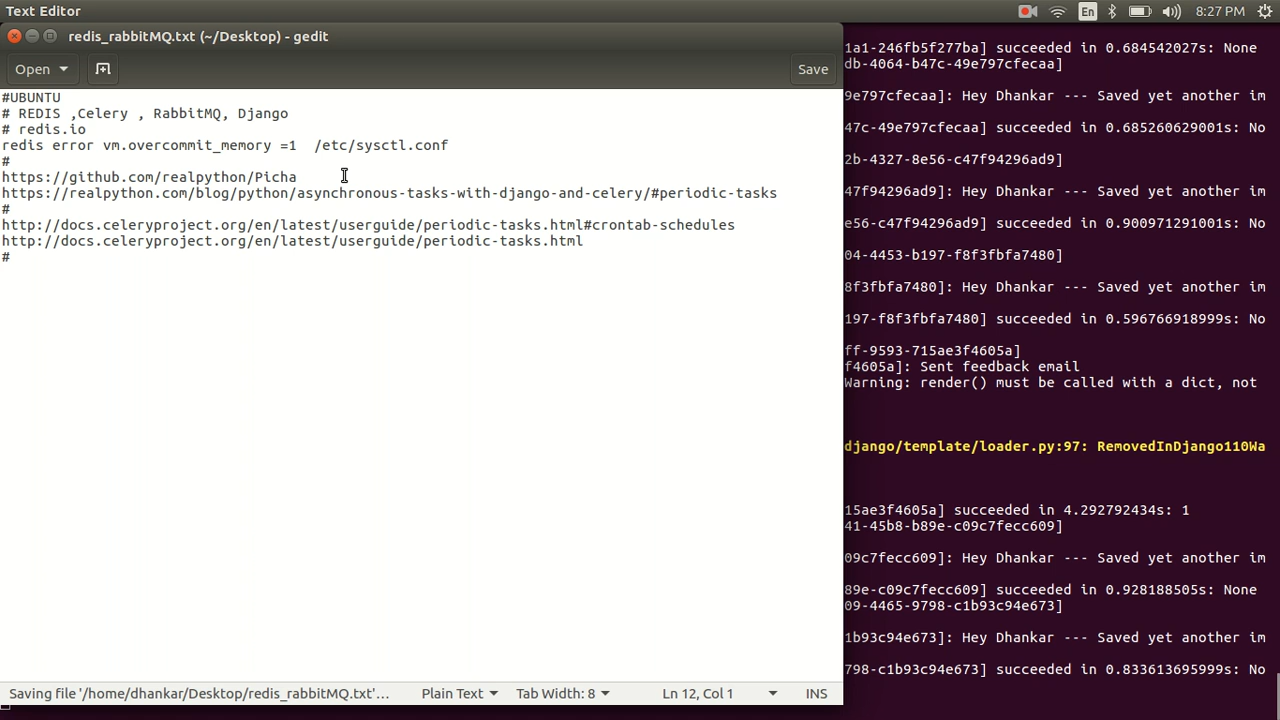 Text Editor
En
8:27 PM
redis_rabbitMQ.txt (~/Desktop) - gedit
Open
Save
#UBUNTU
# REDIS ,Celery , RabbitMQ, Django
# redis.io
redis error vm.overcommit_memory =1  /etc/sysctl.conf
#
https://github.com/realpython/Picha
https://realpython.com/blog/python/asynchronous-tasks-with-django-and-celery/#periodic-tasks
#
http://docs.celeryproject.org/en/latest/userguide/periodic-tasks.html#crontab-schedules
http://docs.celeryproject.org/en/latest/userguide/periodic-tasks.html
#
Saving file '/home/dhankar/Desktop/redis_rabbitMQ.txt'... Plain Text Tab Width: 8 Ln 12, Col 1 INS
1a1-246fb5f277ba] succeeded in 0.684542027s: None
db-4064-b47c-49e797cfecaa]
9e797cfecaa]: Hey Dhankar --- Saved yet another im
47c-49e797cfecaa] succeeded in 0.685260629001s: No
2b-4327-8e56-c47f94296ad9]
47f94296ad9]: Hey Dhankar --- Saved yet another im
e56-c47f94296ad9] succeeded in 0.900971291001s: No
04-4453-b197-f8f3fbfa7480]
8f3fbfa7480]: Hey Dhankar --- Saved yet another im
197-f8f3fbfa7480] succeeded in 0.596766918999s: No
ff-9593-715ae3f4605a]
f4605a]: Sent feedback email
Warning: render() must be called with a dict, not
django/template/loader.py:97: RemovedInDjango110Wa
15ae3f4605a] succeeded in 4.292792434s: 1
41-45b8-b89e-c09c7fecc609]
09c7fecc609]: Hey Dhankar --- Saved yet another im
89e-c09c7fecc609] succeeded in 0.928188505s: None
09-4465-9798-c1b93c94e673]
1b93c94e673]: Hey Dhankar --- Saved yet another im
798-c1b93c94e673] succeeded in 0.833613695999s: No